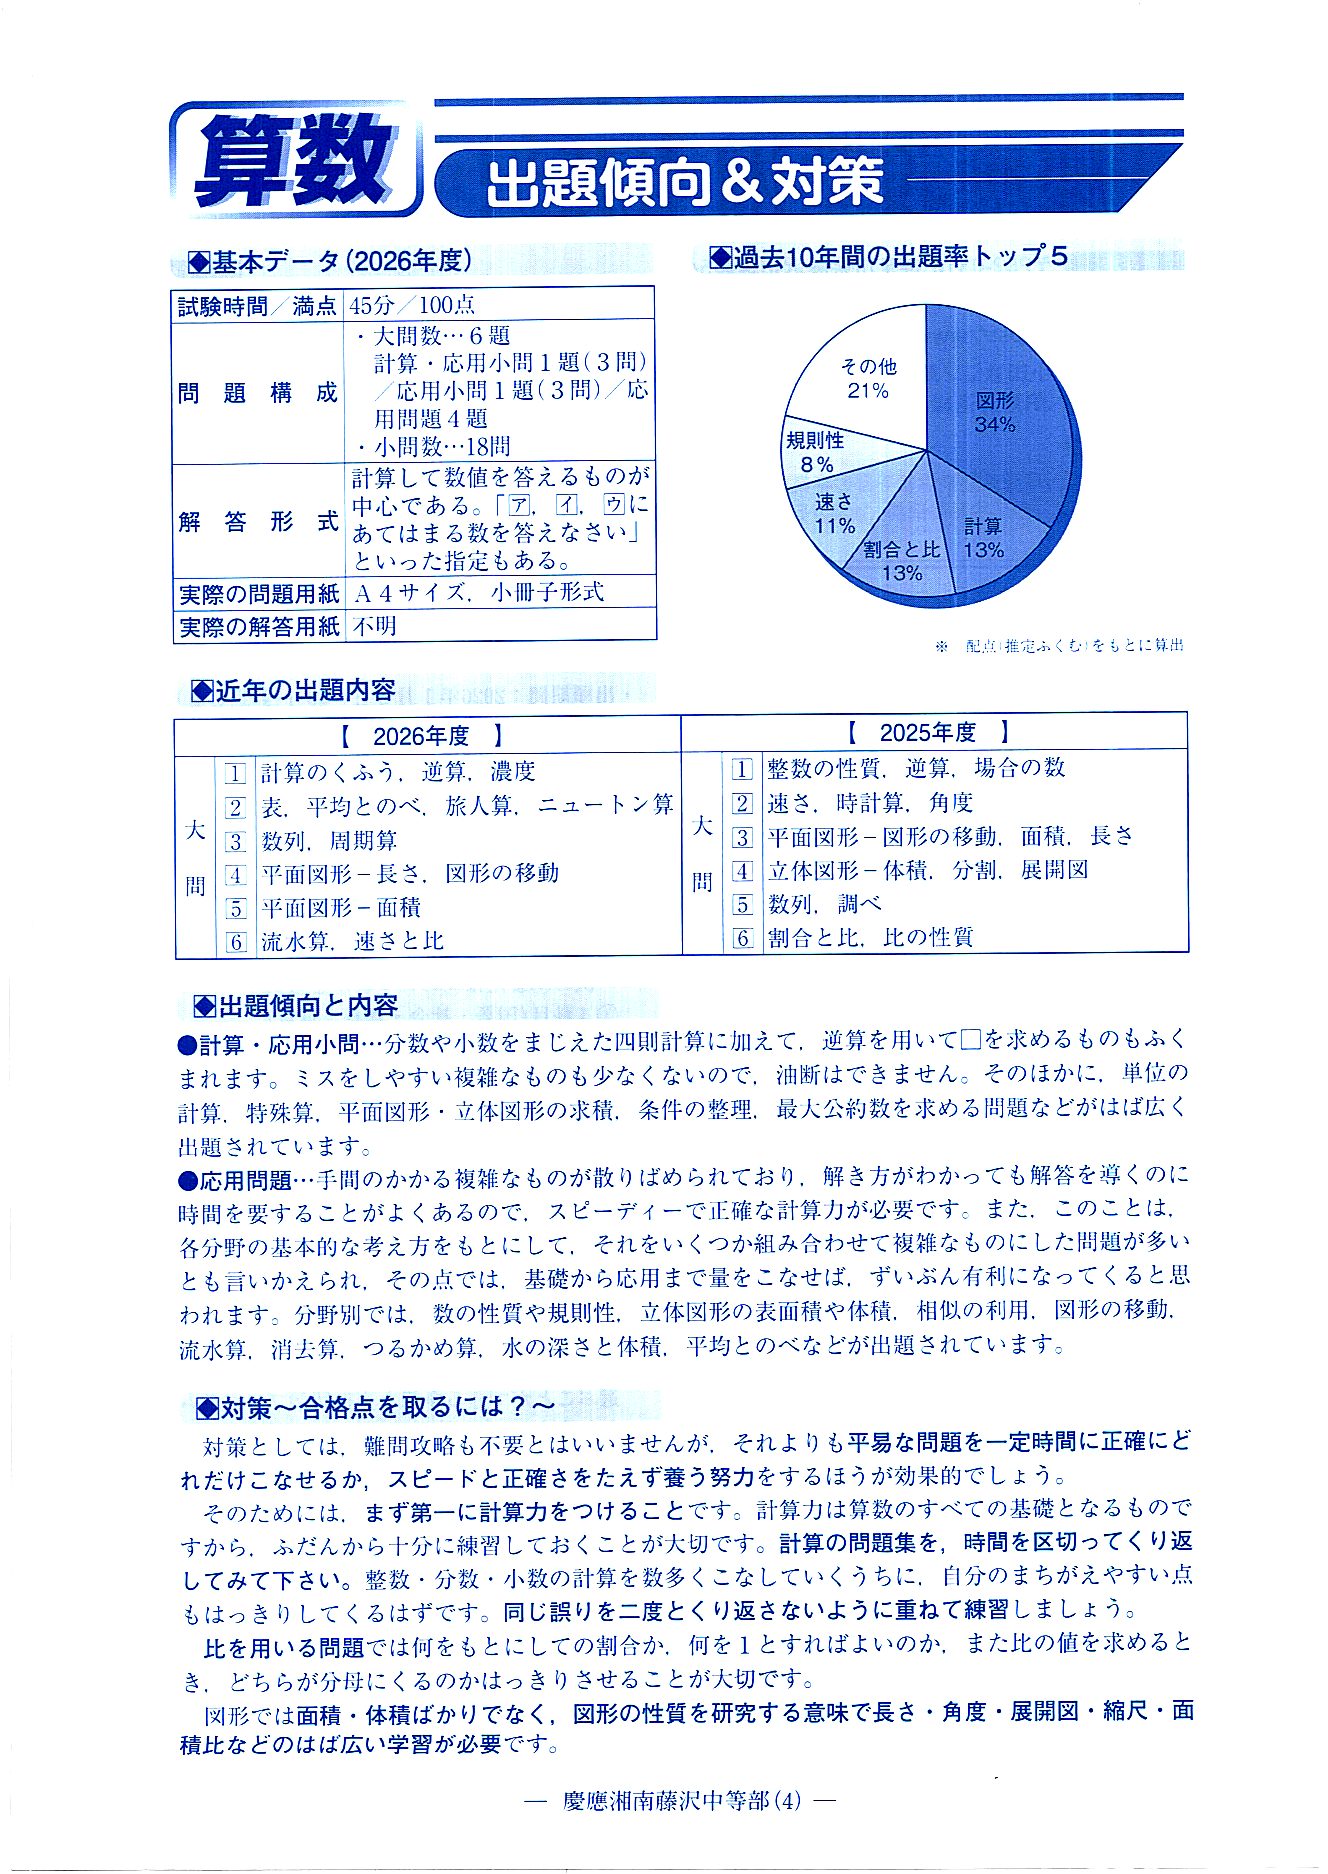 算数
出題傾向＆対策
◆基本データ(2026年度)
試験時間／満点 45分／100点
問題構成
・大問数…6題
計算・応用小問1題(3問)
／応用小問1題(3問)／応
用問題4題
・小問数…18問
解答形式
計算して数値を答えるものが
中心である。「ア，イ，ウに
あてはまる数を答えなさい」
といった指定もある。
実際の問題用紙 A4サイズ，小冊子形式
実際の解答用紙 不明
◆過去10年間の出題率トップ5
図形
34%
計算
13%
割合と比
13%
速さ
11%
規則性
8%
その他
21%
※　配点(推定ふくむ)をもとに算出
◆近年の出題内容
【　2026年度　】
大問
1 計算のくふう，逆算，濃度
2 表，平均とのべ，旅人算，ニュートン算
3 数列，周期算
4 平面図形－長さ，図形の移動
5 平面図形－面積
6 流水算，速さと比
【　2025年度　】
大問
1 整数の性質，逆算，場合の数
2 速さ，時計算，角度
3 平面図形－図形の移動，面積，長さ
4 立体図形－体積，分割，展開図
5 数列，調べ
6 割合と比，比の性質
◆出題傾向と内容
●計算・応用小問…分数や小数をまじえた四則計算に加えて，逆算を用いて□を求めるものもふく
まれます。ミスをしやすい複雑なものも少なくないので，油断はできません。そのほかに，単位の
計算，特殊算，平面図形・立体図形の求積，条件の整理，最大公約数を求める問題などがはば広く
出題されています。
●応用問題…手間のかかる複雑なものが散りばめられており，解き方がわかっても解答を導くのに
時間を要することがよくあるので，スピーディーで正確な計算力が必要です。また，このことは，
各分野の基本的な考え方をもとにして，それをいくつか組み合わせて複雑なものにした問題が多い
とも言いかえられ，その点では，基礎から応用まで量をこなせば，ずいぶん有利になってくると思
われます。分野別では，数の性質や規則性，立体図形の表面積や体積，相似の利用，図形の移動，
流水算，消去算，つるかめ算，水の深さと体積，平均とのべなどが出題されています。
◆対策～合格点を取るには？～
対策としては，難問攻略も不要とはいいませんが，それよりも平易な問題を一定時間に正確にど
れだけこなせるか，スピードと正確さをたえず養う努力をするほうが効果的でしょう。
そのためには，まず第一に計算力をつけることです。計算力は算数のすべての基礎となるもので
すから，ふだんから十分に練習しておくことが大切です。計算の問題集を，時間を区切ってくり返
してみて下さい。整数・分数・小数の計算を数多くこなしていくうちに，自分のまちがえやすい点
もはっきりしてくるはずです。同じ誤りを二度とくり返さないように重ねて練習しましょう。
比を用いる問題では何をもとにしての割合か，何を1とすればよいのか，また比の値を求めると
き，どちらが分母にくるのかはっきりさせることが大切です。
図形では面積・体積ばかりでなく，図形の性質を研究する意味で長さ・角度・展開図・縮尺・面
積比などのはば広い学習が必要です。
― 慶應湘南藤沢中等部(4) ―